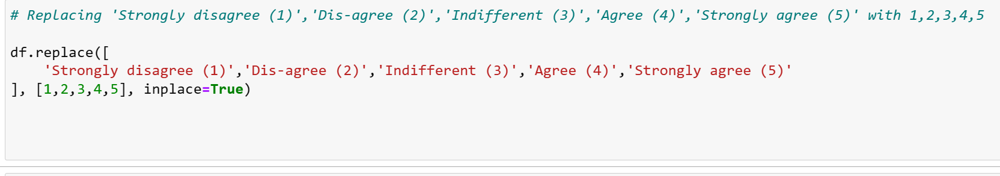 # Replacing 'Strongly disagree (1)','Dis-agree (2)','Indifferent (3)','Agree (4)','Strongly agree (5)' with 1,2,3,4,5
df.replace([
    'Strongly disagree (1)','Dis-agree (2)','Indifferent (3)','Agree (4)','Strongly agree (5)'
], [1,2,3,4,5], inplace=True)